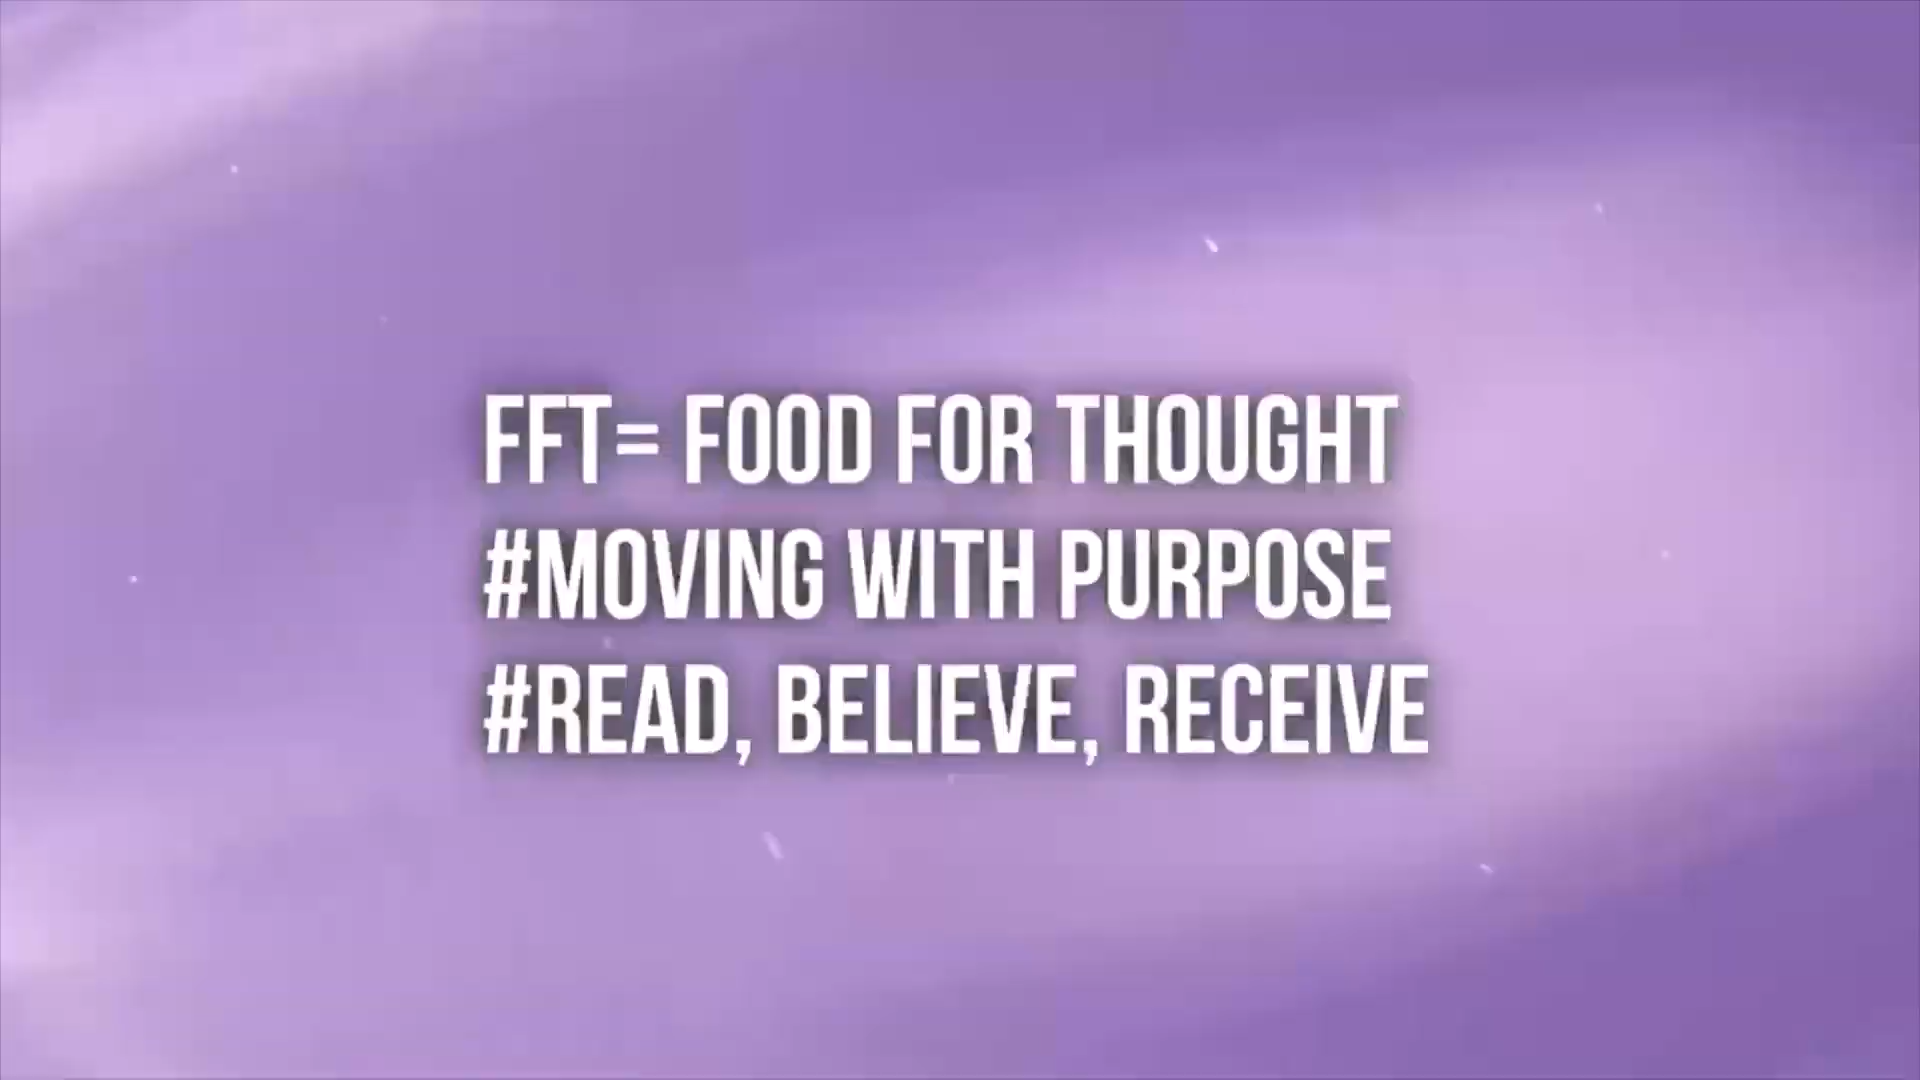 FFT= FOOD FOR THOUGHT
#MOVING WITH PURPOSE
#READ, BELIEVE, RECEIVE